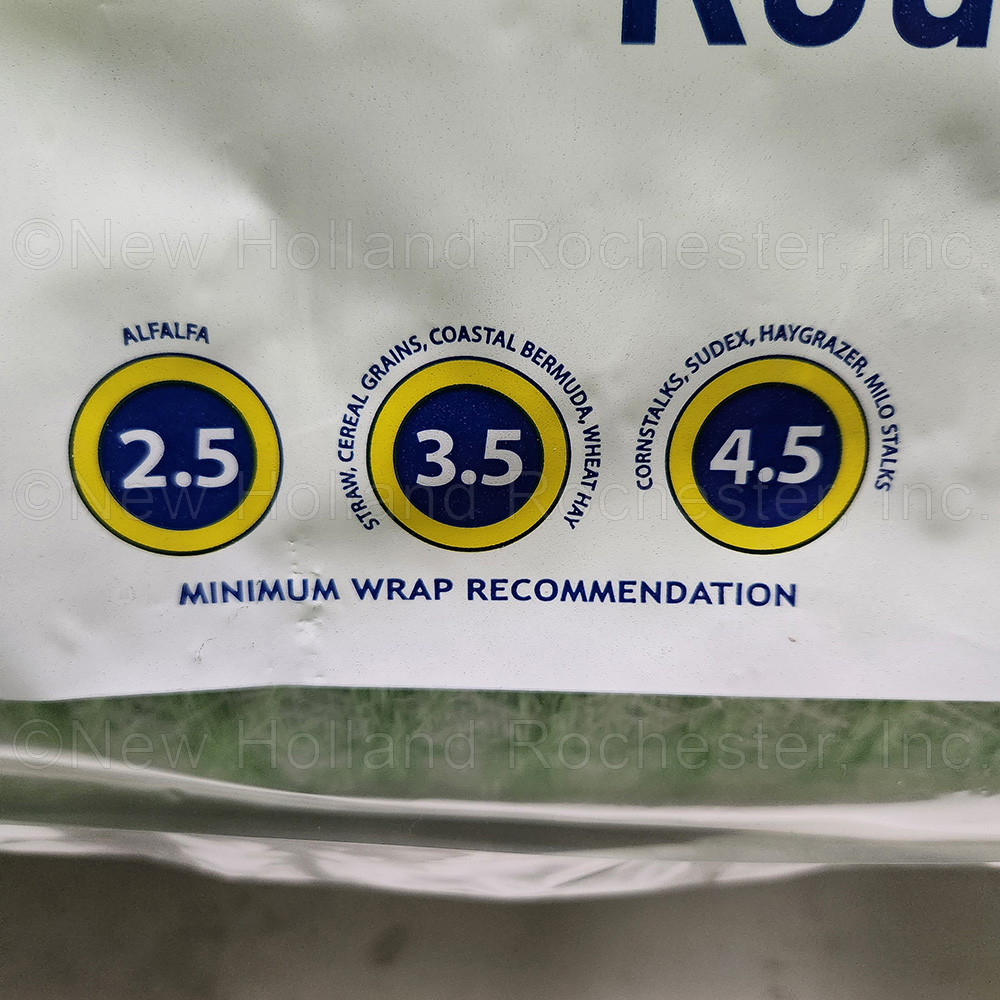 ©New Holland Rochester, Inc.
ALFALFA
2.5
STRAW, CEREAL GRAINS, COASTAL BERMUDA, WHEAT HAY
3.5
CORNSTALKS, SUDEX, HAYGRAZER, MILO STALKS
4.5
©New Holland Rochester, Inc.
MINIMUM WRAP RECOMMENDATION
©New Holland Rochester, Inc.